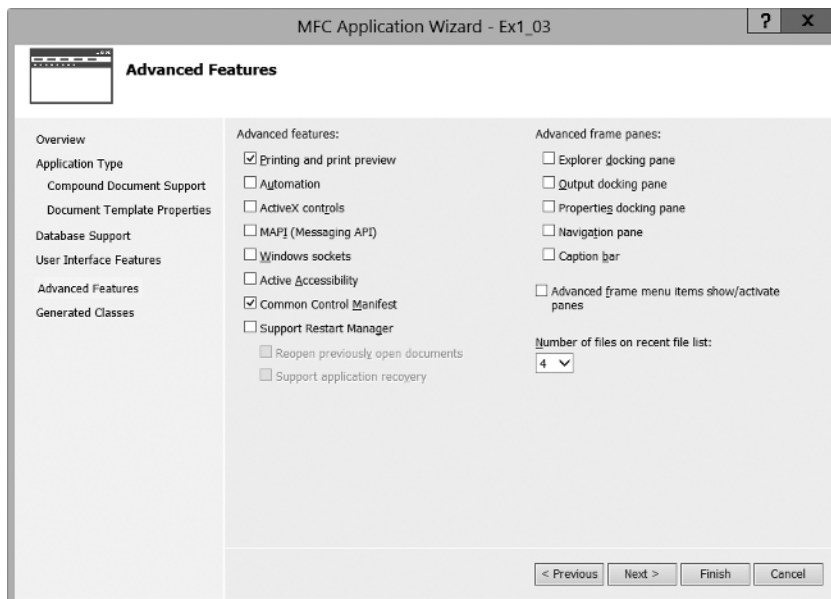 MFC Application Wizard - Ex1_03
? x
Advanced Features
Overview
Application Type
Compound Document Support
Document Template Properties
Database Support
User Interface Features
Advanced Features
Generated Classes
Advanced features:
Printing and print preview
Automation
ActiveX controls
MAPI (Messaging API)
Windows sockets
Active Accessibility
Common Control Manifest
Support Restart Manager
Reopen previously open documents
Support application recovery
Advanced frame panes:
Explorer docking pane
Output docking pane
Properties docking pane
Navigation pane
Caption bar
Advanced frame menu items show/activate
panes
Number of files on recent file list:
4
< Previous
Next >
Finish
Cancel